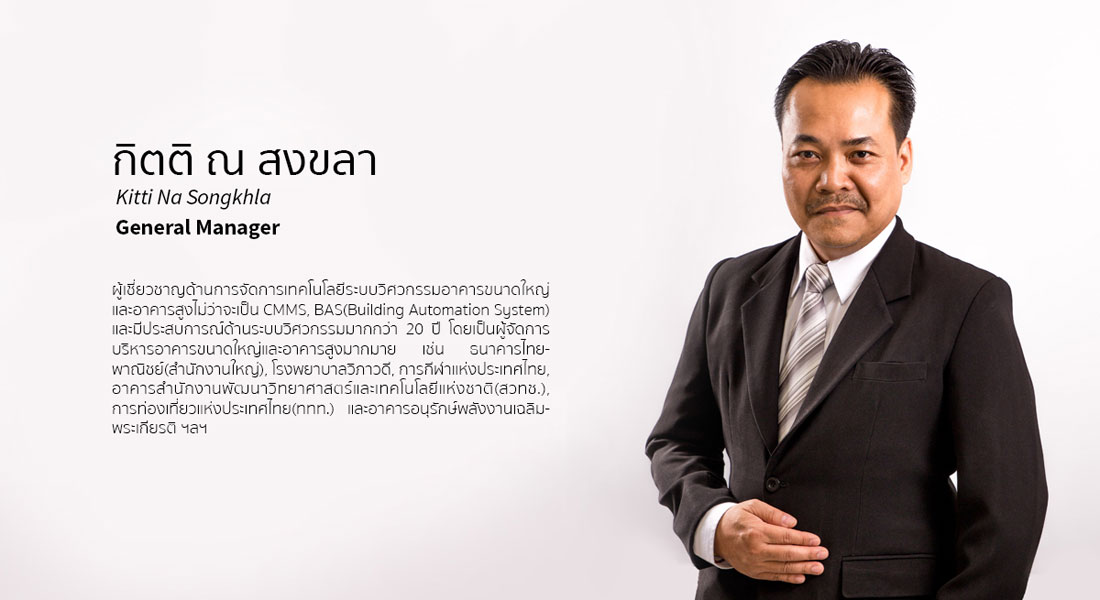 กิตติ ณ สงขลา
Kitti Na Songkhla
General Manager
ผู้เชี่ยวชาญด้านการจัดการเทคโนโลยีระบบวิศวกรรมอาคารขนาดใหญ่
และอาคารสูงไม่ว่าจะเป็น CMMS, BAS(Building Automation System)
และมีประสบการณ์ด้านระบบวิศวกรรมมากกว่า 20 ปี โดยเป็นผู้จัดการ
บริหารอาคารขนาดใหญ่และอาคารสูงมากมาย เช่น ธนาคารไทย-
พาณิชย์(สำนักงานใหญ่), โรงพยาบาลวิภาวดี, การกีฬาแห่งประเทศไทย,
อาคารสำนักงานพัฒนาวิทยาศาสตร์และเทคโนโลยีแห่งชาติ(สวทช.),
การท่องเที่ยวแห่งประเทศไทย(ททท.) และอาคารอนุรักษ์พลังงานเฉลิม-
พระเกียรติ ฯลฯ